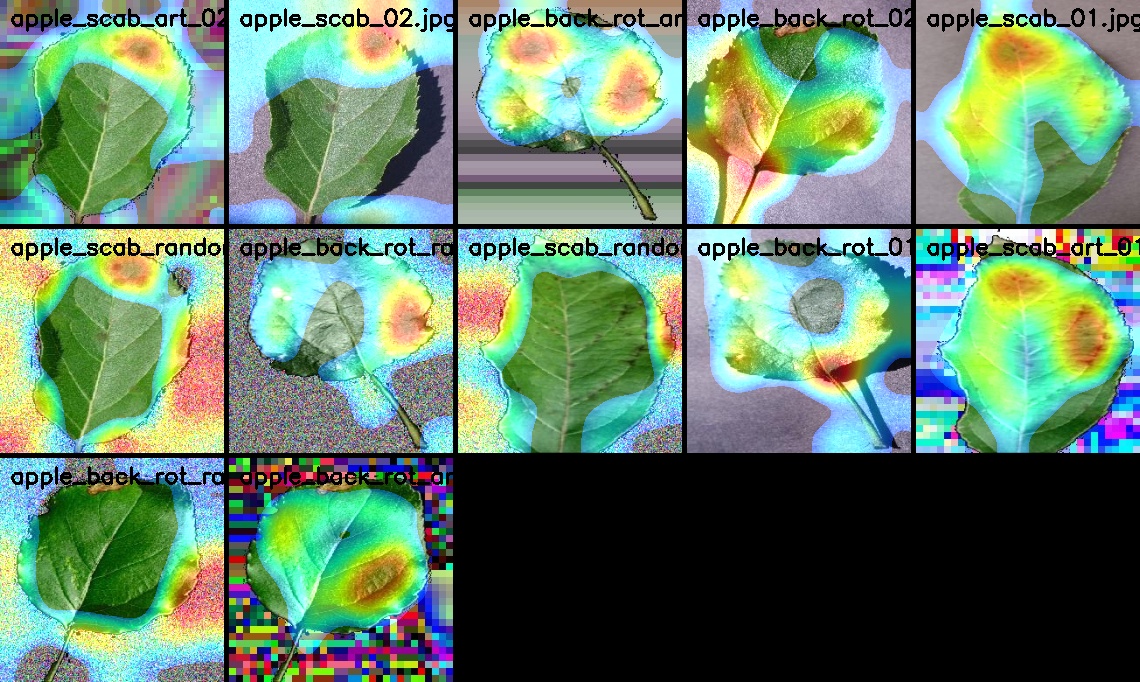 apple_scab_art_02
apple_scab_02.jpg
apple_back_rot_ar
apple_back_rot_02
apple_scab_01.jpg
apple_scab_rando
apple_back_rot_ra
apple_scab_rando
apple_back_rot_01
apple_scab_art_01
apple_back_rot_ra
apple_back_rot_ar